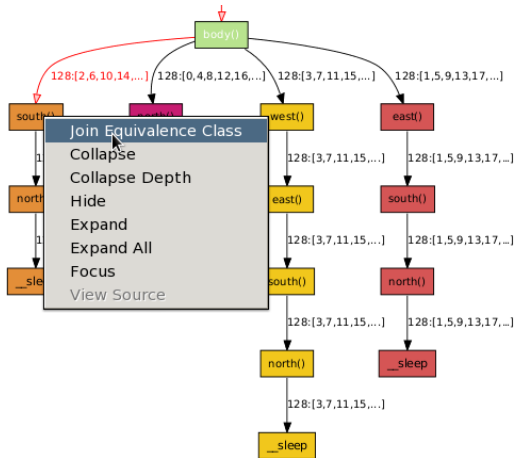 body()
128:[2,6,10,14,...]
128:[0,4,8,12,16,...]
128:[3,7,11,15,...]
128:[1,5,9,13,17,...]
south()
north()
west()
east()
Join Equivalence Class
Collapse
Collapse Depth
Hide
Expand
Expand All
Focus
View Source
128:[3,7,11,15,...]
128:[1,5,9,13,17,...]
north
east()
south()
128:[3,7,11,15,...]
128:[1,5,9,13,17,...]
__sle
south()
north()
128:[3,7,11,15,...]
128:[1,5,9,13,17,...]
north()
__sleep
128:[3,7,11,15,...]
__sleep